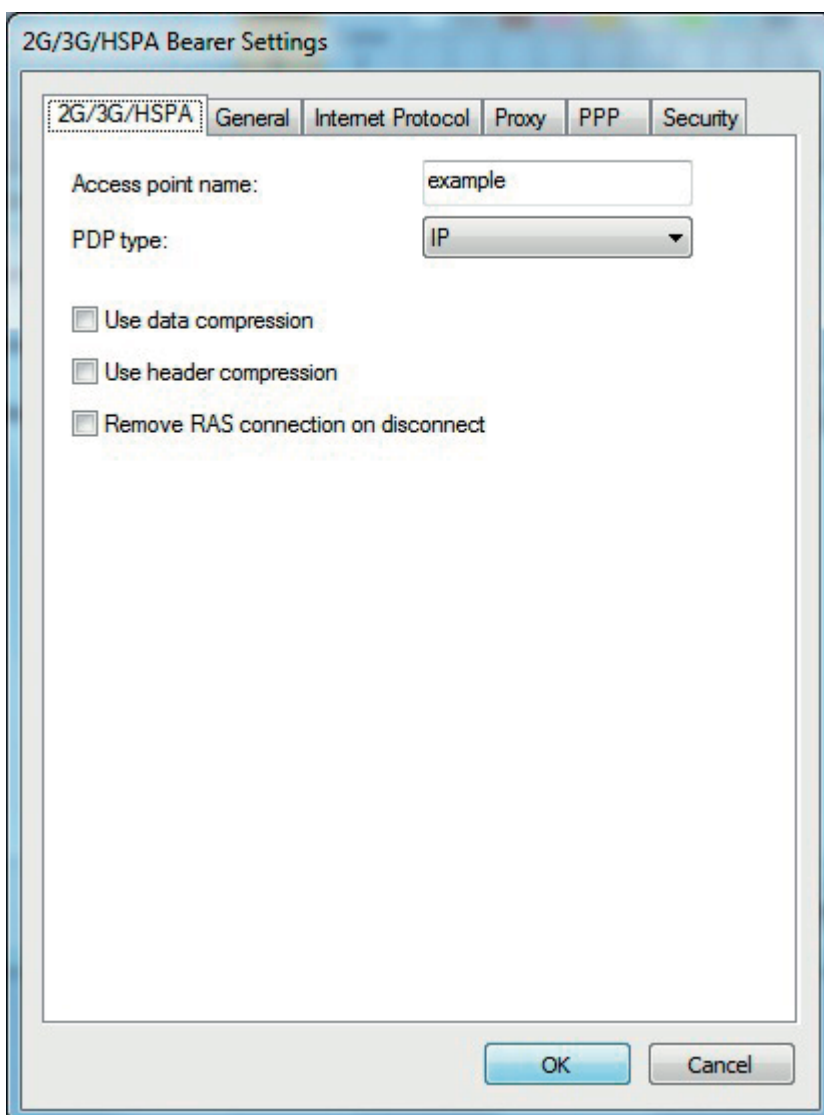 2G/3G/HSPA Bearer Settings
2G/3G/HSPA General Internet Protocol Proxy PPP Security
Access point name: example
PDP type: IP
Use data compression
Use header compression
Remove RAS connection on disconnect
OK Cancel